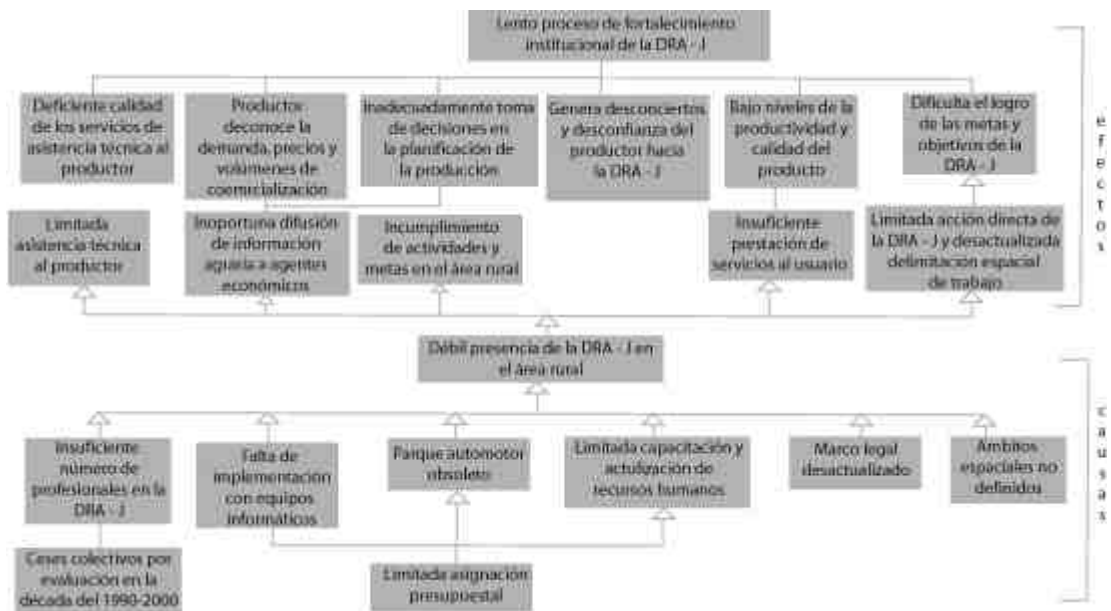 Lento proceso de fortalecimiento
institucional de la DRA - J
Deficiente calidad
de los servicios de
asistencia técnica al
productor
Productor
deconoce la
demanda, precios y
volúmenes de
coemircialización
Inadecuadamente toma
de decisiones en
la planificación de
la producción
Genera desconciertos
y desconfianza del
productor hacia
la DRA - J
Bajo niveles de la
productividad y
calidad del
producto
Dificulta el logro
de las metas y
objetivos de la
DRA - J
Limitada
asistencia técnica
al productor
Inoportuna difusión
de información
agraria a agentes
económicos
Incumplimiento
de actividades y
metas en el área rural
Insuficiente
prestación de
servicios al usuario
Limitada acción directa de
la DRA - J y desactualizada
delimitación espacial
de trabajo
efectos
Débil presencia de la DRA - J en
el área rural
Insuficiente
número de
profesionales en la
DRA - J
Falta de
implementación
con equipos
informáticos
Parque automotor
obsoleto
Limitada capacitación y
actulización de
recursos humanos
Marco legal
desactualizado
Ambitos
espaciales no
definidos
causas
Ceses colectivos por
evaluación en la
década del 1990-2000
Limitada asignación
presupuestal